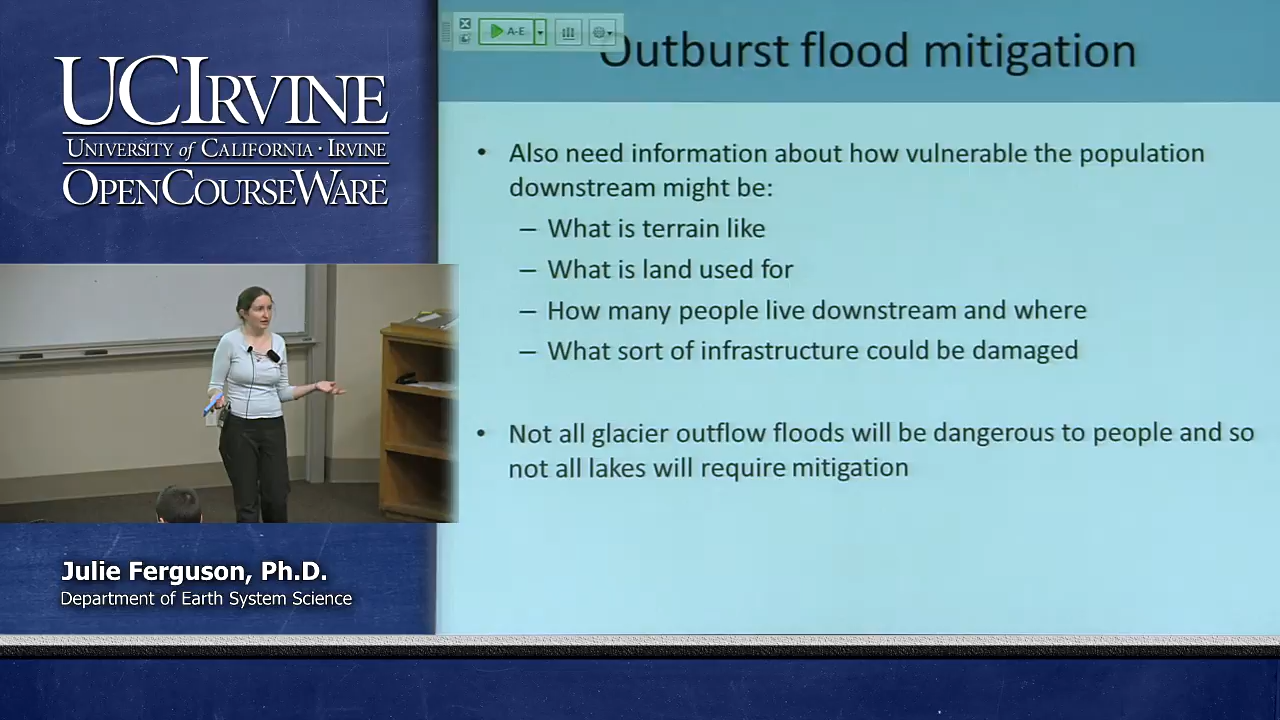 UCIRVINE
UNIVERSITY of CALIFORNIA · IRVINE
OPENCOURSEWARE
Julie Ferguson, Ph.D.
Department of Earth System Science
A-E
Outburst flood mitigation
• Also need information about how vulnerable the population
downstream might be:
– What is terrain like
– What is land used for
– How many people live downstream and where
– What sort of infrastructure could be damaged
• Not all glacier outflow floods will be dangerous to people and so
not all lakes will require mitigation